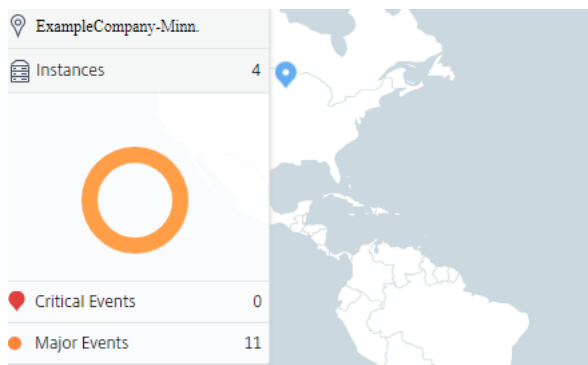 ExampleCompany-Minn.
Instances 4
Critical Events 0
Major Events 11